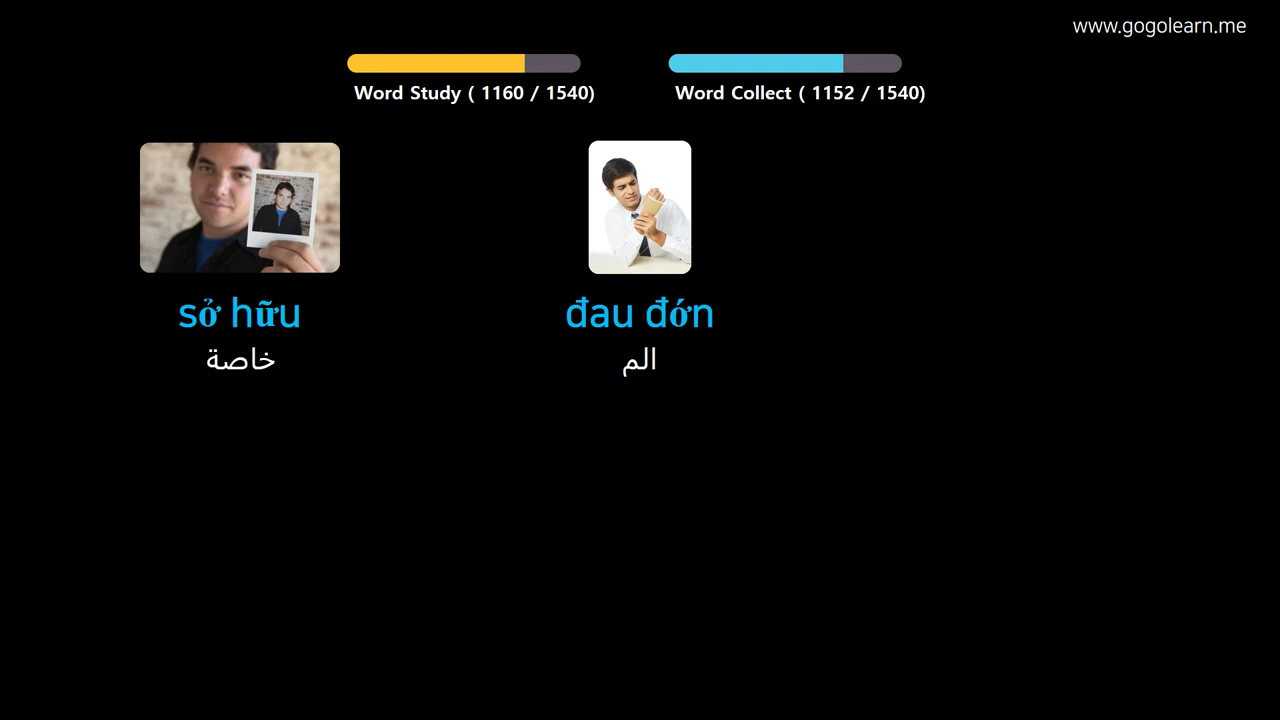 www.gogolearn.me
Word Study ( 1160 / 1540)
Word Collect ( 1152 / 1540)
sở hữu
đau đớn
خاصة
الم